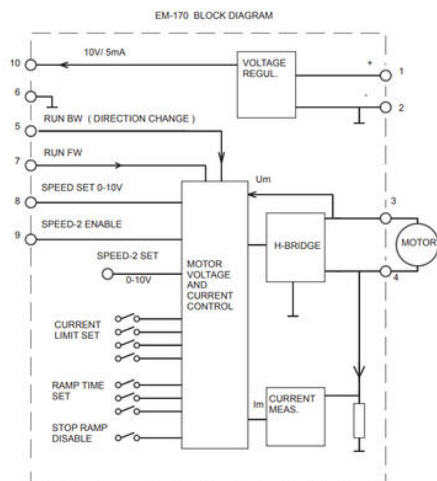 EM-170 BLOCK DIAGRAM
10
10V/ 5mA
VOLTAGE
REGUL.
+
1
-
2
6
5
RUN BW ( DIRECTION CHANGE )
7
RUN FW
8
SPEED SET 0-10V
9
SPEED-2 ENABLE
SPEED-2 SET
0-10V
CURRENT
LIMIT SET
RAMP TIME
SET
STOP RAMP
DISABLE
MOTOR
VOLTAGE
AND
CURRENT
CONTROL
Um
H-BRIDGE
3
MOTOR
4
Im
CURRENT
MEAS.